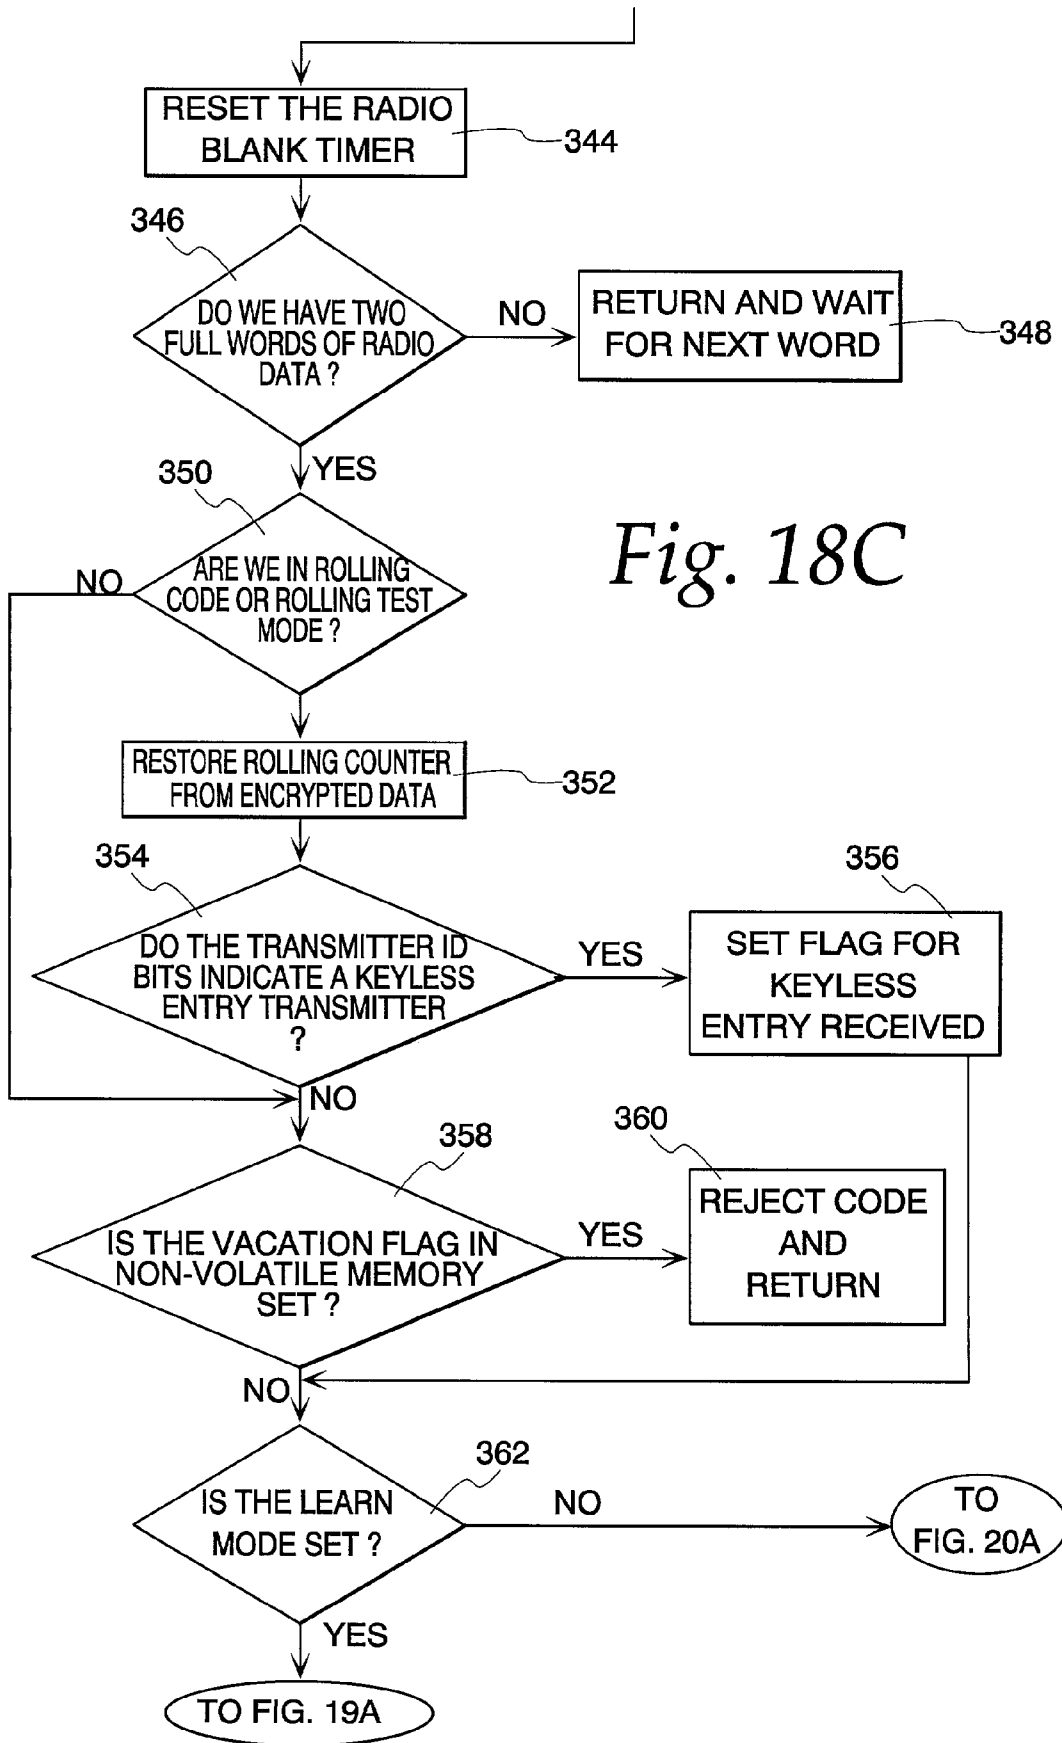 RESET THE RADIO
BLANK TIMER
344
346
DO WE HAVE TWO
FULL WORDS OF RADIO
DATA ?
NO
RETURN AND WAIT
FOR NEXT WORD
348
YES
350
Fig. 18C
ARE WE IN ROLLING
CODE OR ROLLING TEST
MODE ?
NO
RESTORE ROLLING COUNTER
FROM ENCRYPTED DATA
352
354
DO THE TRANSMITTER ID
BITS INDICATE A KEYLESS
ENTRY TRANSMITTER
?
YES
356
SET FLAG FOR
KEYLESS
ENTRY RECEIVED
NO
358
IS THE VACATION FLAG IN
NON-VOLATILE MEMORY
SET ?
YES
360
REJECT CODE
AND
RETURN
NO
362
IS THE LEARN
MODE SET ?
NO
TO
FIG. 20A
YES
TO FIG. 19A